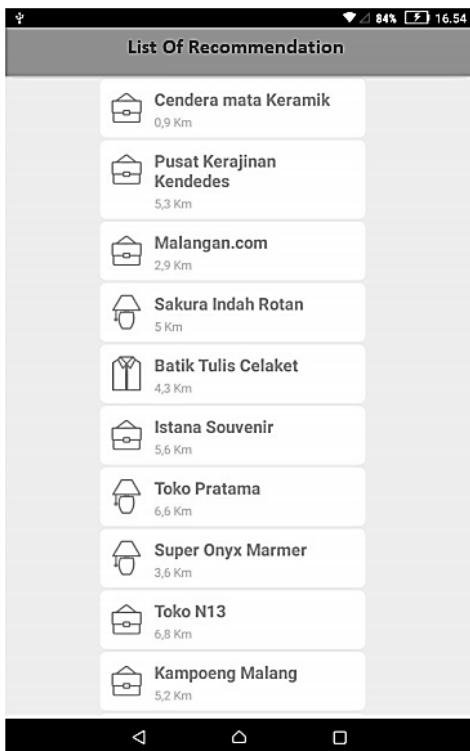 84% 16.54
List Of Recommendation
Cendera mata Keramik
0,9 Km
Pusat Kerajinan
Kendedes
5,3 Km
Malangan.com
2,9 Km
Sakura Indah Rotan
5 Km
Batik Tulis Celaket
4,3 Km
Istana Souvenir
5,6 Km
Toko Pratama
6,6 Km
Super Onyx Marmer
3,6 Km
Toko N13
6,8 Km
Kampoeng Malang
5,2 Km